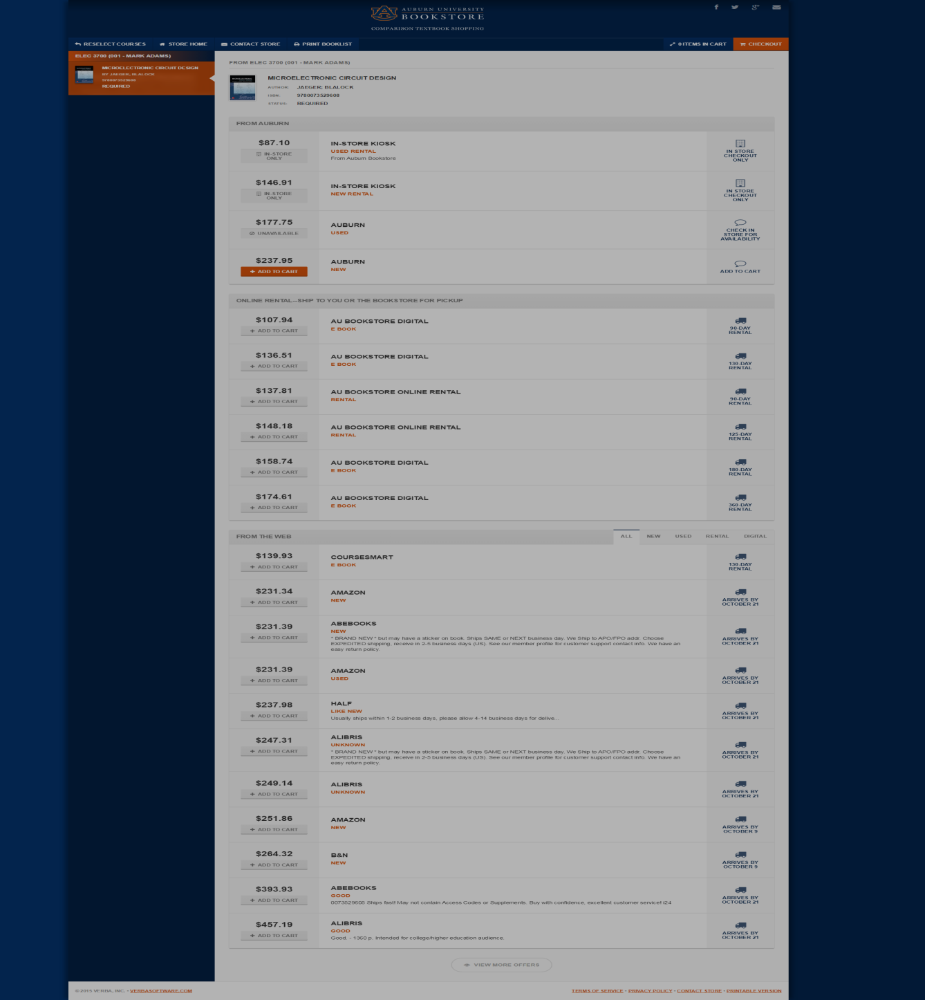 AUBURN UNIVERSITY
BOOKSTORE
COMPARISON TEXTBOOK SHOPPING
RESELECT COURSES STORE HOME CONTACT STORE PRINT BOOKLIST 0 ITEMS IN CART CHECKOUT
ELEC 3700 (001 - MARK ADAMS)
MICROELECTRONIC CIRCUIT DESIGN
BY JAEGER; BLALOCK
9780073529608
REQUIRED
FROM ELEC 3700 (001 - MARK ADAMS)
MICROELECTRONIC CIRCUIT DESIGN
AUTHOR: JAEGER; BLALOCK
ISBN: 9780073529608
STATUS: REQUIRED
FROM AUBURN
$87.10
IN-STORE
ONLY
IN-STORE KIOSK
USED RENTAL
From Auburn Bookstore
IN STORE
CHECKOUT
ONLY
$146.91
IN-STORE
ONLY
IN-STORE KIOSK
NEW RENTAL
IN STORE
CHECKOUT
ONLY
$177.75
UNAVAILABLE
AUBURN
USED
CHECK IN
STORE FOR
AVAILABILITY
$237.95
ADD TO CART
AUBURN
NEW
ADD TO CART
ONLINE RENTAL--SHIP TO YOU OR THE BOOKSTORE FOR PICKUP
$107.94
ADD TO CART
AU BOOKSTORE DIGITAL
E BOOK
90-DAY
RENTAL
$136.51
ADD TO CART
AU BOOKSTORE DIGITAL
E BOOK
130-DAY
RENTAL
$137.81
ADD TO CART
AU BOOKSTORE ONLINE RENTAL
RENTAL
90-DAY
RENTAL
$148.18
ADD TO CART
AU BOOKSTORE ONLINE RENTAL
RENTAL
125-DAY
RENTAL
$158.74
ADD TO CART
AU BOOKSTORE DIGITAL
E BOOK
180-DAY
RENTAL
$174.61
ADD TO CART
AU BOOKSTORE DIGITAL
E BOOK
360-DAY
RENTAL
FROM THE WEB ALL NEW USED RENTAL DIGITAL
$139.93
ADD TO CART
COURSESMART
E BOOK
130-DAY
RENTAL
$231.34
ADD TO CART
AMAZON
NEW
ARRIVES BY
OCTOBER 21
$231.39
ADD TO CART
ABEBOOKS
NEW
* BRAND NEW * but may have a sticker on book. Ships SAME or NEXT business day. We Ship to APO/FPO addr. Choose
EXPEDITED shipping, receive in 2-5 business days (US). See our member profile for customer support contact info. We have an
easy return policy.
ARRIVES BY
OCTOBER 21
$231.39
ADD TO CART
AMAZON
USED
ARRIVES BY
OCTOBER 21
$237.98
ADD TO CART
HALF
LIKE NEW
Usually ships within 1-2 business days, please allow 4-14 business days for delive...
ARRIVES BY
OCTOBER 21
$247.31
ADD TO CART
ALIBRIS
UNKNOWN
* BRAND NEW * but may have a sticker on book. Ships SAME or NEXT business day. We Ship to APO/FPO addr. Choose
EXPEDITED shipping, receive in 2-5 business days (US). See our member profile for customer support contact info. We have an
easy return policy.
ARRIVES BY
OCTOBER 21
$249.14
ADD TO CART
ALIBRIS
UNKNOWN
ARRIVES BY
OCTOBER 21
$251.86
ADD TO CART
AMAZON
NEW
ARRIVES BY
OCTOBER 9
$264.32
ADD TO CART
B&N
NEW
ARRIVES BY
OCTOBER 9
$393.93
ADD TO CART
ABEBOOKS
GOOD
0073529605 Ships fast! May not contain Access Codes or Supplements. Buy with confidence, excellent customer service! i24
ARRIVES BY
OCTOBER 21
$457.19
ADD TO CART
ALIBRIS
GOOD
Good. - 1360 p. Intended for college/higher education audience.
ARRIVES BY
OCTOBER 21
VIEW MORE OFFERS
© 2015 VERBA, INC. • VERBASOFTWARE.COM TERMS OF SERVICE • PRIVACY POLICY • CONTACT STORE • PRINTABLE VERSION